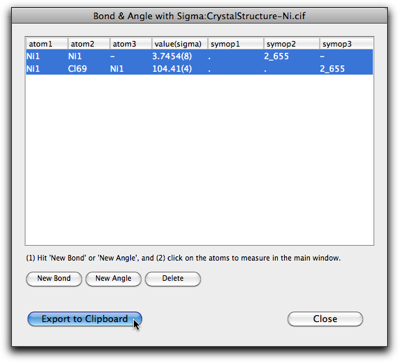 Bond & Angle with Sigma:CrystalStructure-Ni.cif
atom1 atom2 atom3 value(sigma) symop1 symop2 symop3
Ni1 Ni1 - 3.7454(8) . 2_655 -
Ni1 Cl69 Ni1 104.41(4) . . 2_655
(1) Hit 'New Bond' or 'New Angle', and (2) click on the atoms to measure in the main window.
New Bond New Angle Delete
Export to Clipboard Close